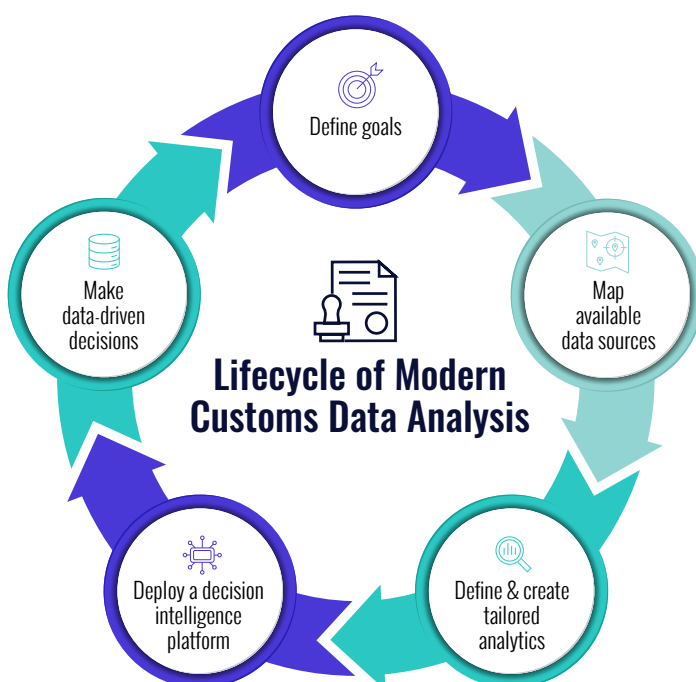 Define goals
Map
available
data sources
Define & create
tailored
analytics
Deploy a decision
intelligence
platform
Make
data-driven
decisions
Lifecycle of Modern
Customs Data Analysis